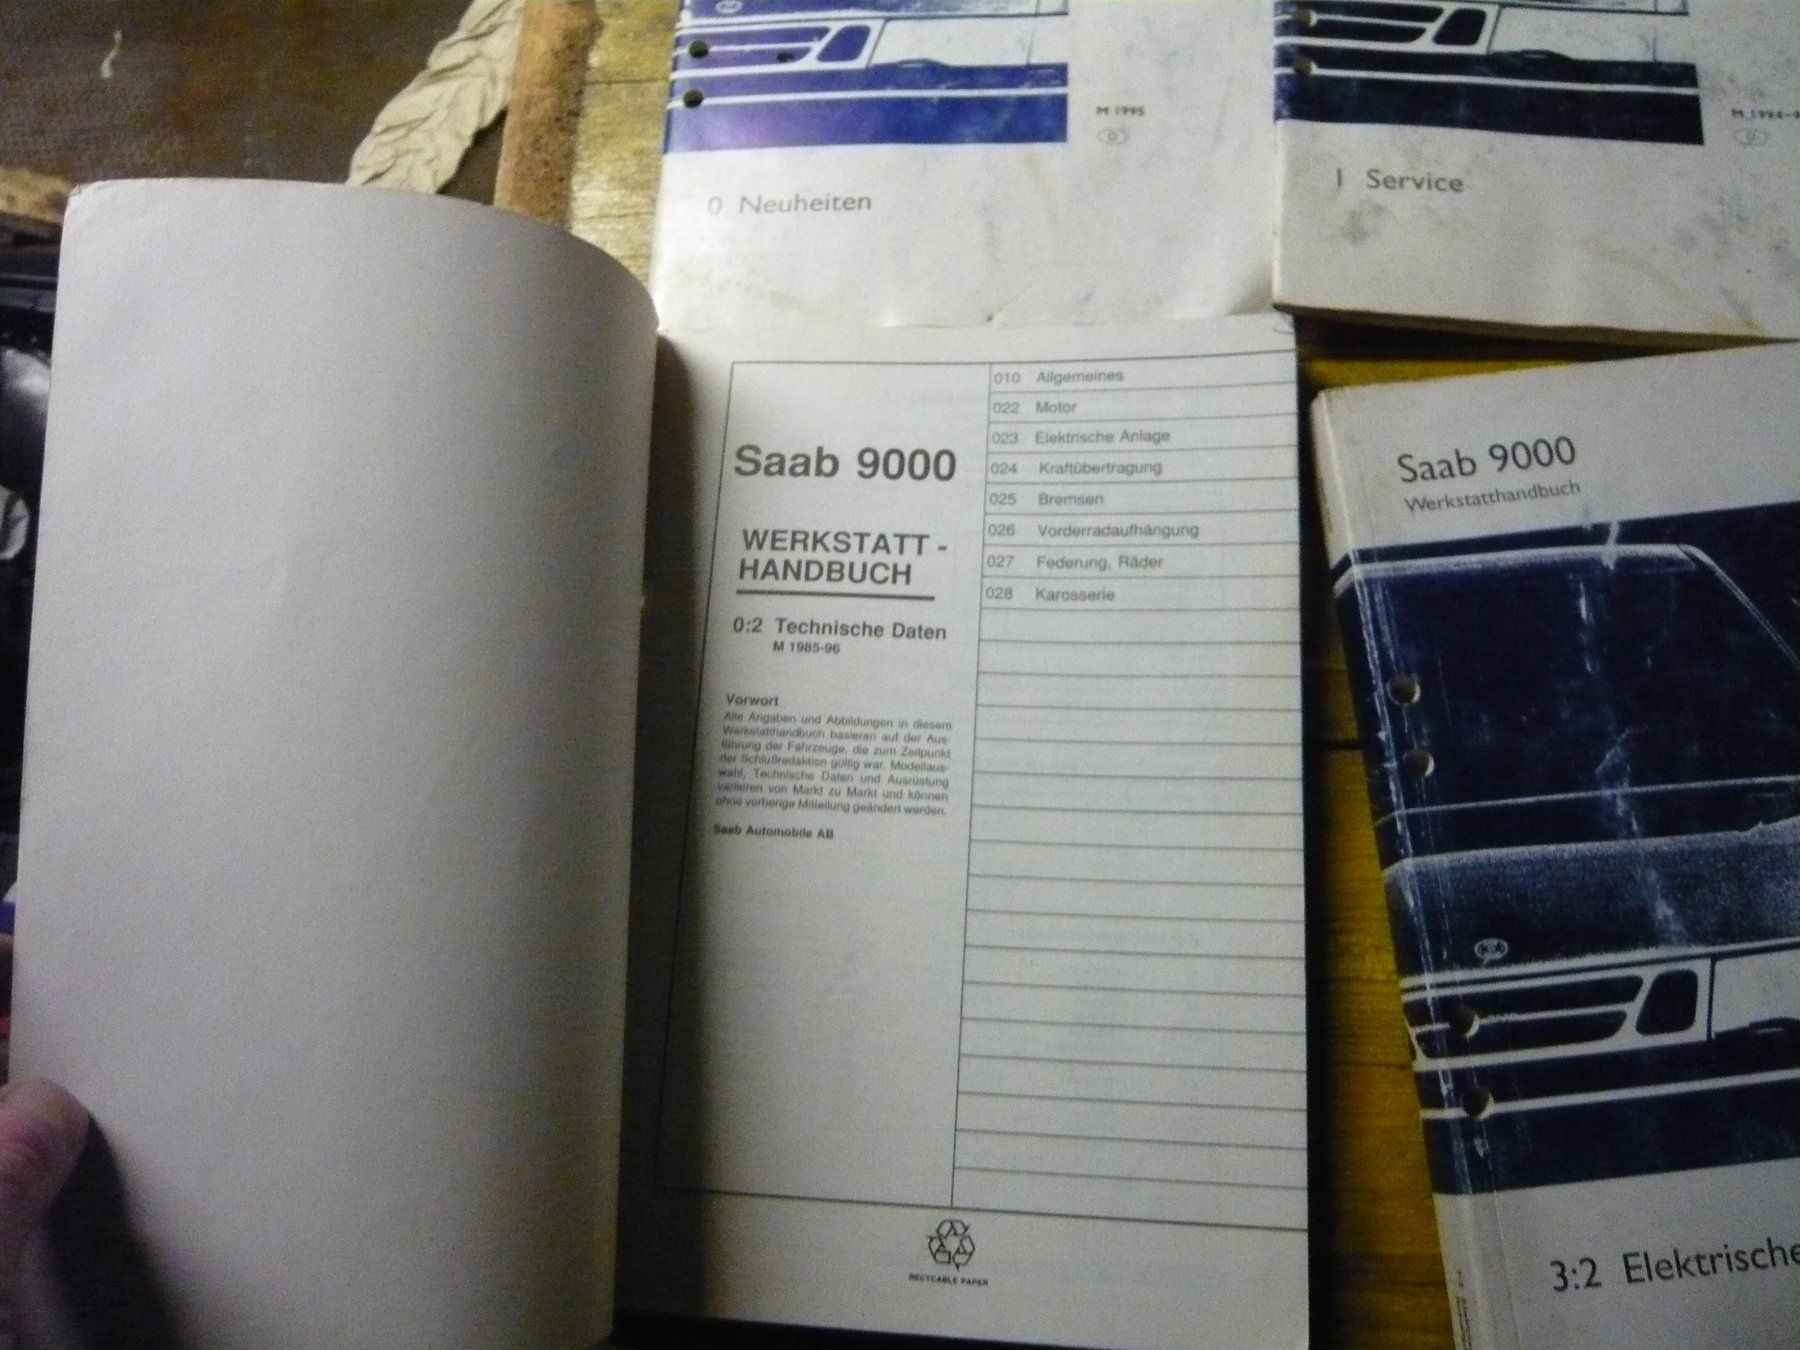 M 1995
D
0 Neuheiten
M 1994-9
D
1 Service
Saab 9000
WERKSTATT -
HANDBUCH
0:2 Technische Daten
M 1985-96
Vorwort
Alle Angaben und Abbildungen in diesem
Werkstatthandbuch basieren auf der Aus-
führung der Fahrzeuge, die zum Zeitpunkt
der Schlußredaktion gültig war. Modellaus-
wahl, Technische Daten und Ausrüstung
variieren von Markt zu Markt und können
ohne vorherige Mitteilung geändert werden.
Saab Automobile AB
010 Allgemeines
022 Motor
023 Elektrische Anlage
024 Kraftübertragung
025 Bremsen
026 Vorderradaufhängung
027 Federung, Räder
028 Karosserie
RECYCABLE PAPER
Saab 9000
Werkstatthandbuch
3:2 Elektrische